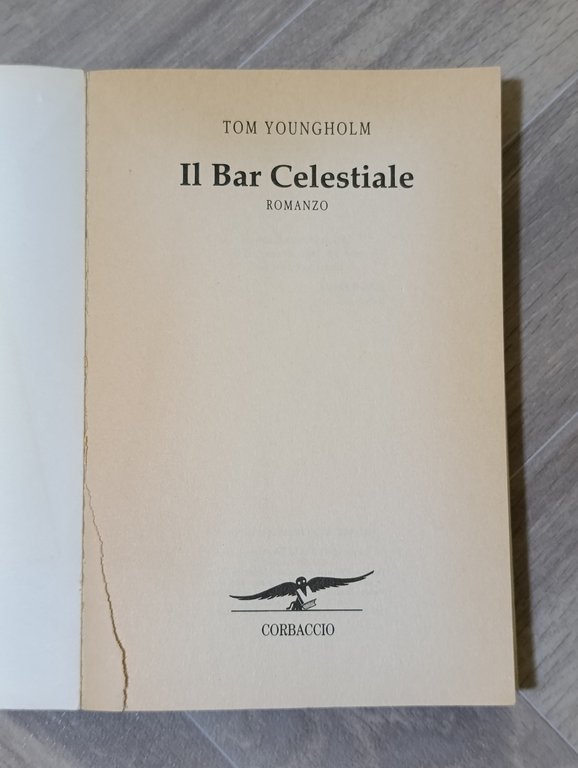 TOM YOUNGHOLM
Il Bar Celestiale
ROMANZO
CORBACCIO